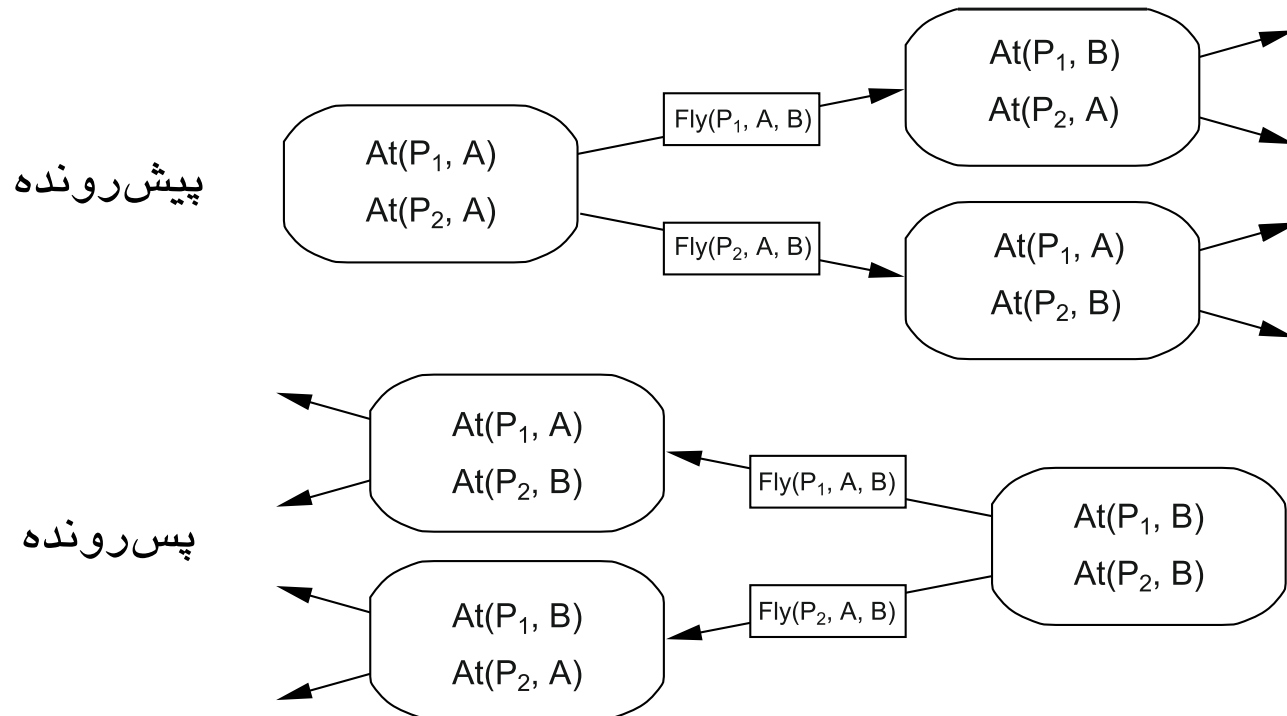 پیش‌رونده
At(P₁, A)
At(P₂, A)
Fly(P₁, A, B)
Fly(P₂, A, B)
At(P₁, B)
At(P₂, A)
At(P₁, A)
At(P₂, B)
پس‌رونده
At(P₁, A)
At(P₂, B)
At(P₁, B)
At(P₂, A)
Fly(P₁, A, B)
Fly(P₂, A, B)
At(P₁, B)
At(P₂, B)